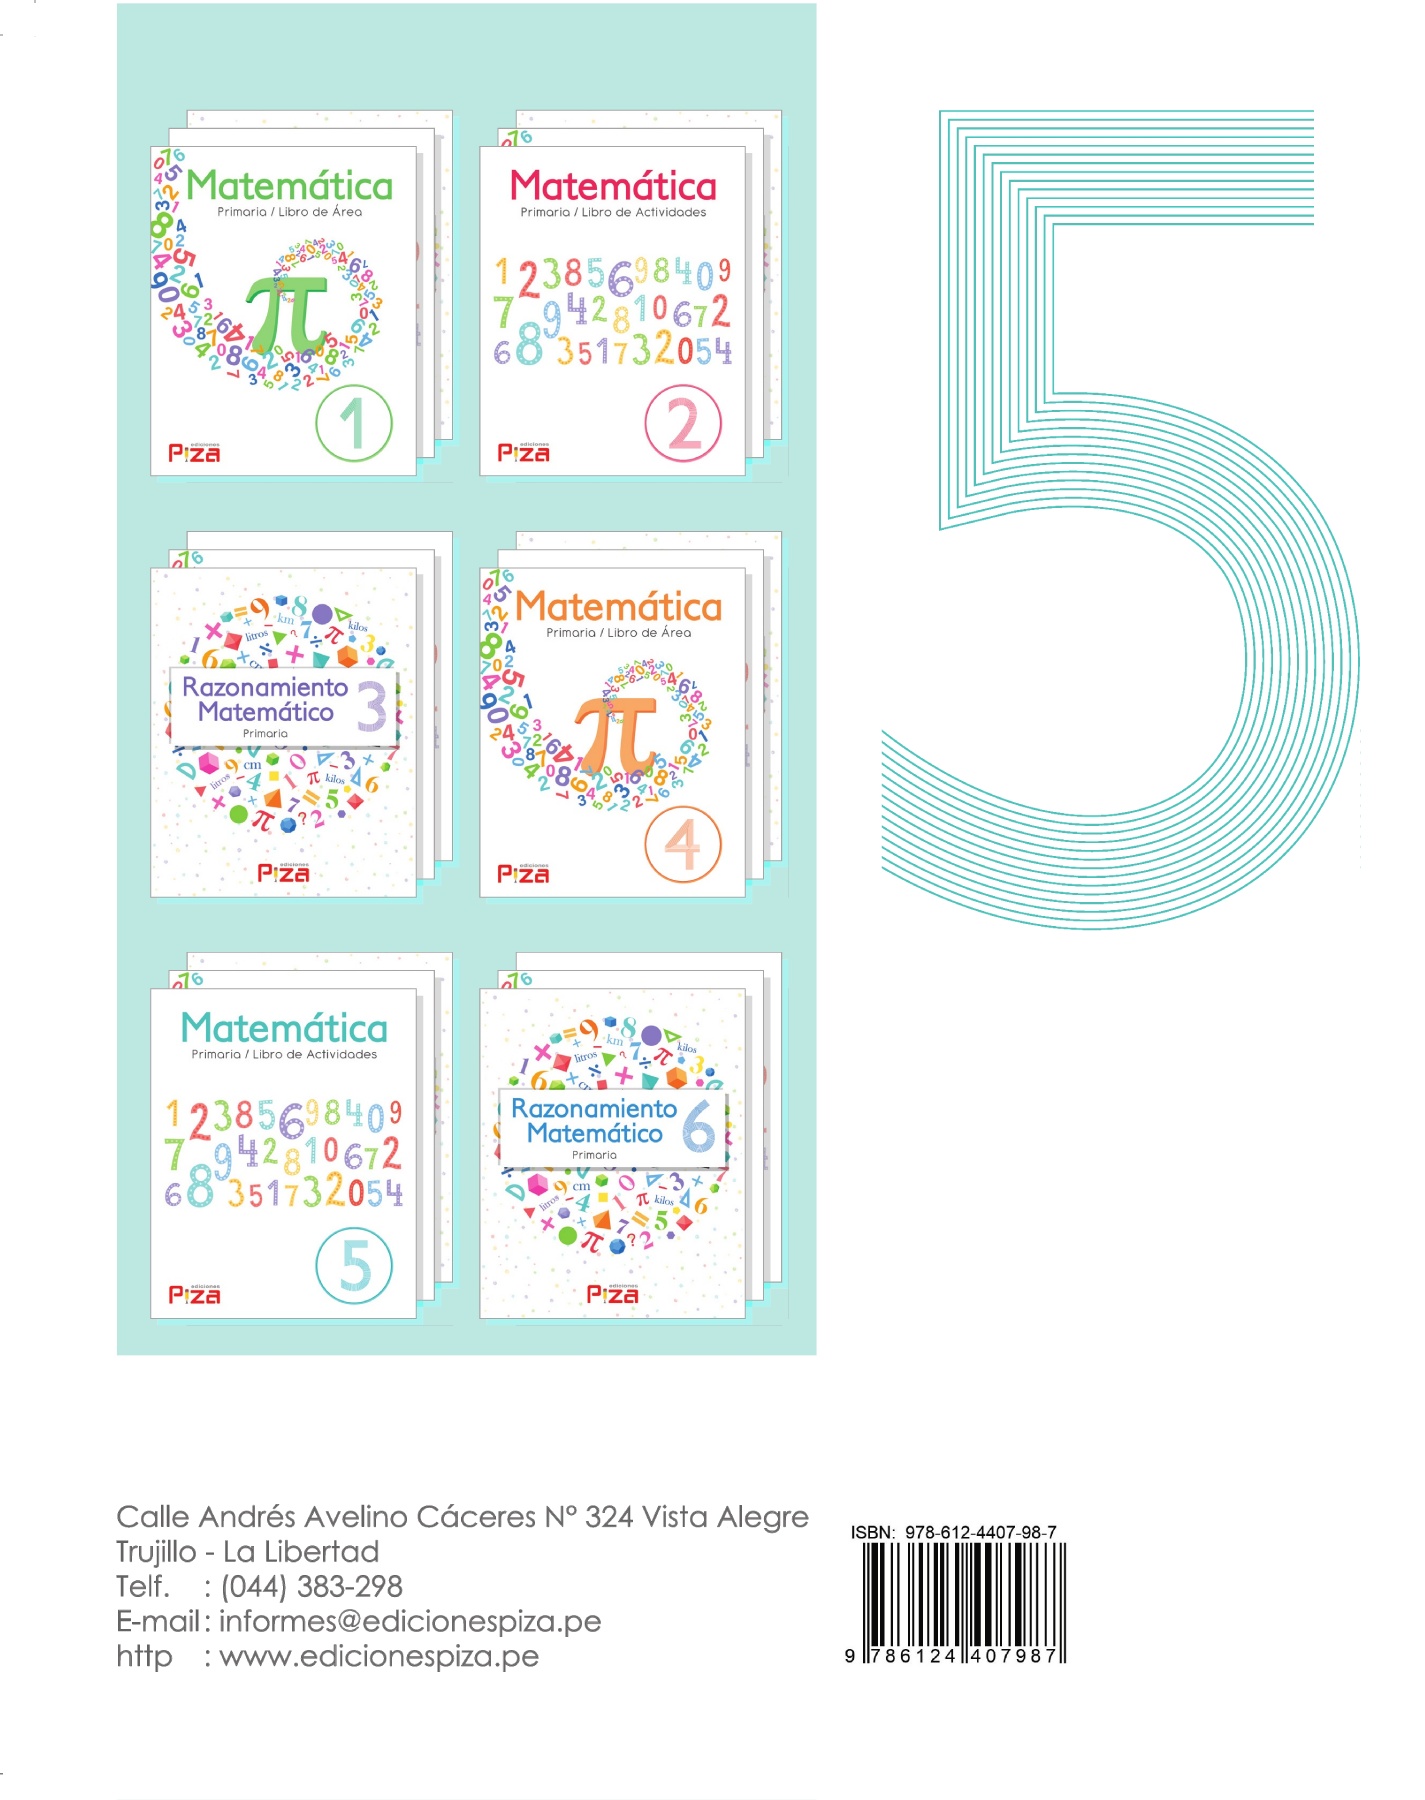 Matemática
Primaria / Libro de Área
1
ediciones
PIZA
Matemática
Primaria / Libro de Actividades
1 2 3 8 5 6 9 8 4 0 9
7 9 4 2 8 1 0 6 7 2
6 8 3 5 1 7 3 2 0 5 4
2
ediciones
PIZA
Razonamiento
Matemático
3
Primaria
ediciones
PIZA
Matemática
Primaria / Libro de Área
4
ediciones
PIZA
Matemática
Primaria / Libro de Actividades
1 2 3 8 5 6 9 8 4 0 9
7 9 4 2 8 1 0 6 7 2
6 8 3 5 1 7 3 2 0 5 4
5
ediciones
PIZA
Razonamiento
Matemático
6
Primaria
ediciones
PIZA
5
Calle Andrés Avelino Cáceres N° 324 Vista Alegre
Trujillo - La Libertad
Telf. : (044) 383-298
E-mail : informes@edicionespiza.pe
http : www.edicionespiza.pe
ISBN: 978-612-4407-98-7
9 786124 407987